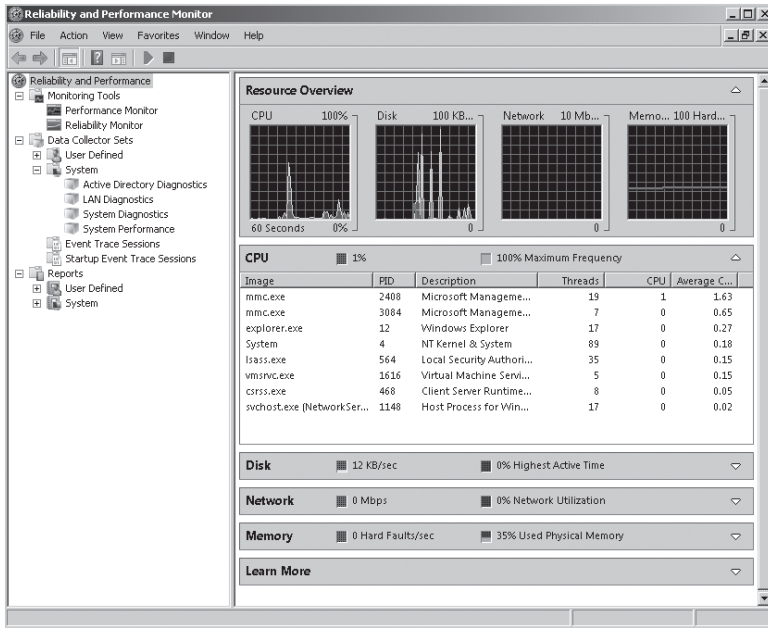 Reliability and Performance Monitor
File Action View Favorites Window Help
Reliability and Performance
Monitoring Tools
Performance Monitor
Reliability Monitor
Data Collector Sets
User Defined
System
Active Directory Diagnostics
LAN Diagnostics
System Diagnostics
System Performance
Event Trace Sessions
Startup Event Trace Sessions
Reports
User Defined
System
Resource Overview
CPU 100% Disk 100 KB... Network 10 Mb... Memo... 100 Hard...
60 Seconds 0% 0 0 0
CPU 1% 100% Maximum Frequency
Image PID Description Threads CPU Average C...
mmc.exe 2408 Microsoft Manageme... 19 1 1.63
mmc.exe 3084 Microsoft Manageme... 7 0 0.65
explorer.exe 12 Windows Explorer 17 0 0.27
System 4 NT Kernel & System 89 0 0.18
lsass.exe 564 Local Security Authori... 35 0 0.15
vmsrvc.exe 1616 Virtual Machine Servi... 5 0 0.15
csrss.exe 468 Client Server Runtime... 8 0 0.05
svchost.exe (NetworkSer... 1148 Host Process for Win... 17 0 0.02
Disk 12 KB/sec 0% Highest Active Time
Network 0 Mbps 0% Network Utilization
Memory 0 Hard Faults/sec 35% Used Physical Memory
Learn More